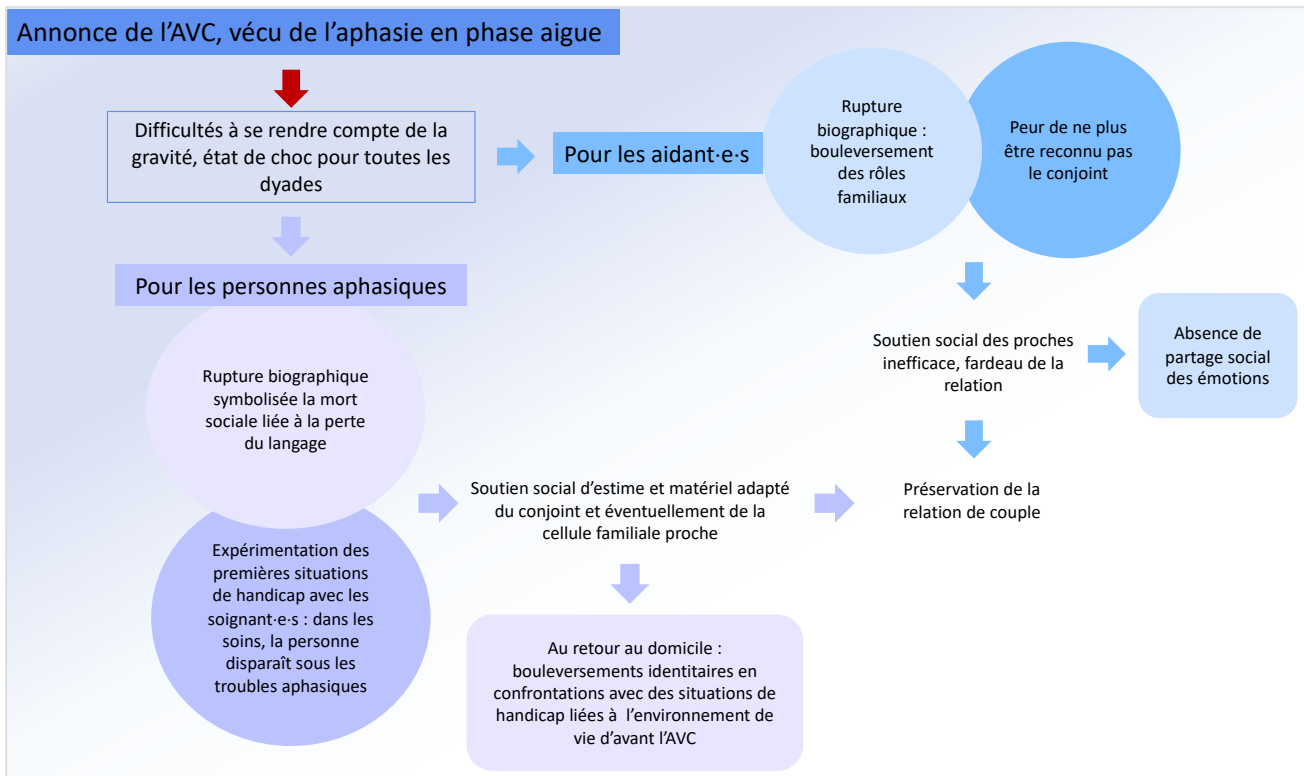 Annonce de l'AVC, vécu de l'aphasie en phase aigue
Difficultés à se rendre compte de la
gravité, état de choc pour toutes les
dyades
Pour les aidant·e·s
Rupture
biographique :
bouleversement
des rôles
familiaux
Peur de ne plus
être reconnu pas
le conjoint
Pour les personnes aphasiques
Rupture biographique
symbolisée la mort
sociale liée à la perte
du langage
Soutien social des proches
inefficace, fardeau de la
relation
Absence de
partage social
des émotions
Expérimentation des
premières situations
de handicap avec les
soignant·e·s : dans les
soins, la personne
disparaît sous les
troubles aphasiques
Soutien social d'estime et matériel adapté
du conjoint et éventuellement de la
cellule familiale proche
Préservation de la
relation de couple
Au retour au domicile :
bouleversements identitaires en
confrontations avec des situations de
handicap liées à l'environnement de
vie d'avant l'AVC